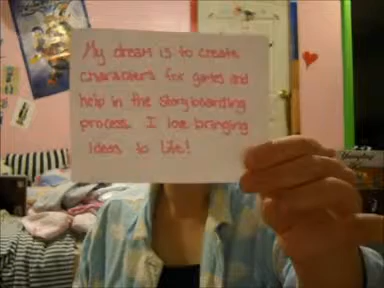 My dream is to create
characters for games and
help in the storyboarding
process. I love bringing
ideas to life!